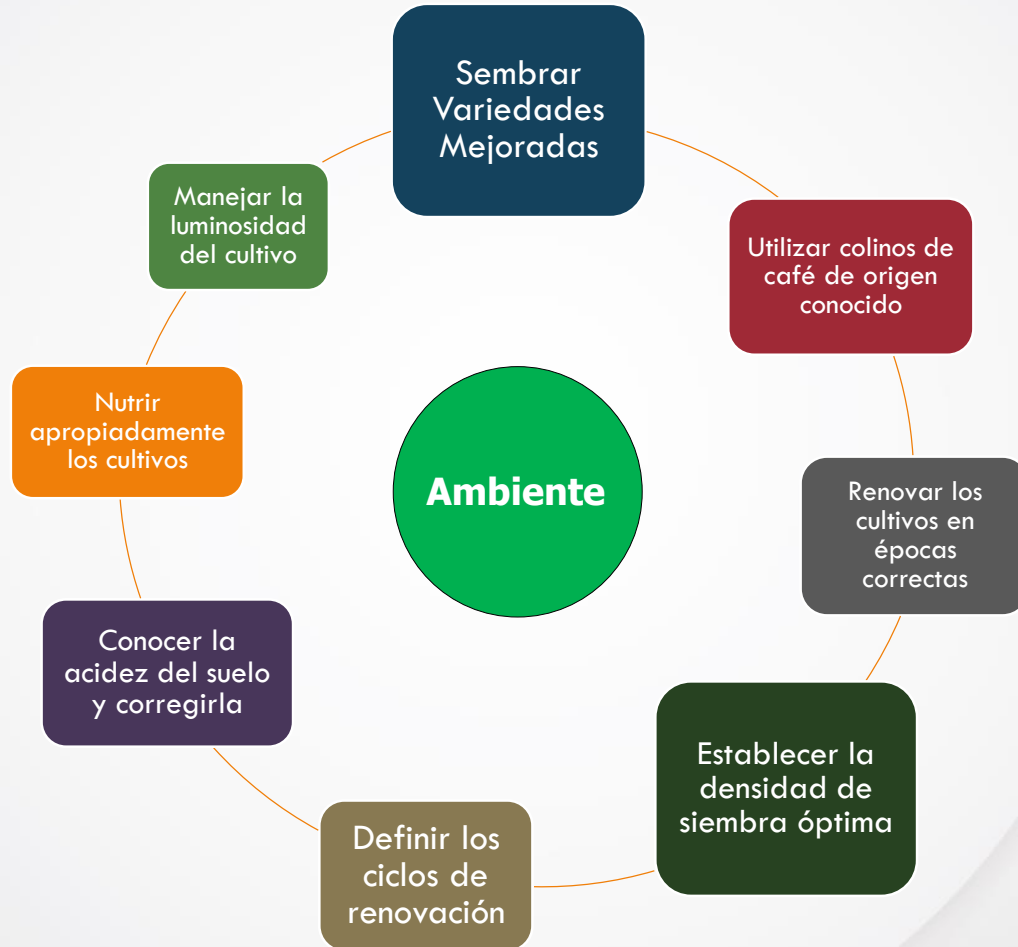 Sembrar
Variedades
Mejoradas
Utilizar colinos de
café de origen
conocido
Renovar los
cultivos en
épocas
correctas
Establecer la
densidad de
siembra óptima
Definir los
ciclos de
renovación
Conocer la
acidez del suelo
y corregirla
Nutrir
apropiadamente
los cultivos
Manejar la
luminosidad
del cultivo
Ambiente